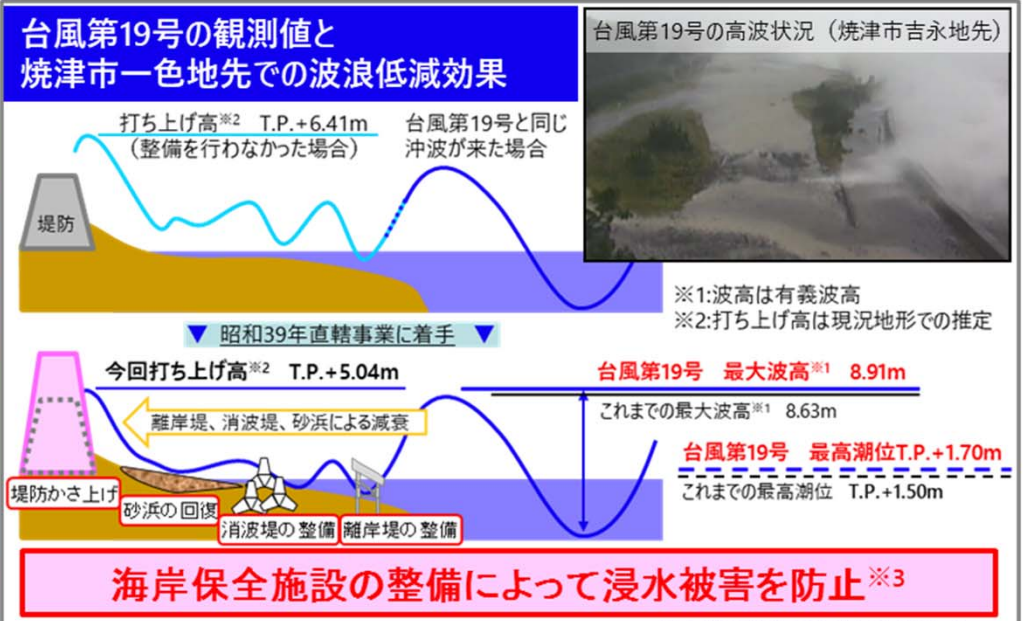 台風第19号の観測値と
焼津市一色地先での波浪低減効果
台風第19号の高波状況（焼津市吉永地先）
打ち上げ高※2 T.P.+6.41m
（整備を行わなかった場合）
台風第19号と同じ
沖波が来た場合
堤防
※1:波高は有義波高
※2:打ち上げ高は現況地形での推定
▼ 昭和39年直轄事業に着手 ▼
今回打ち上げ高※2 T.P.+5.04m
台風第19号 最大波高※1 8.91m
これまでの最大波高※1 8.63m
離岸堤、消波堤、砂浜による減衰
台風第19号 最高潮位T.P.+1.70m
これまでの最高潮位 T.P.+1.50m
堤防かさ上げ
砂浜の回復
消波堤の整備
離岸堤の整備
海岸保全施設の整備によって浸水被害を防止※3